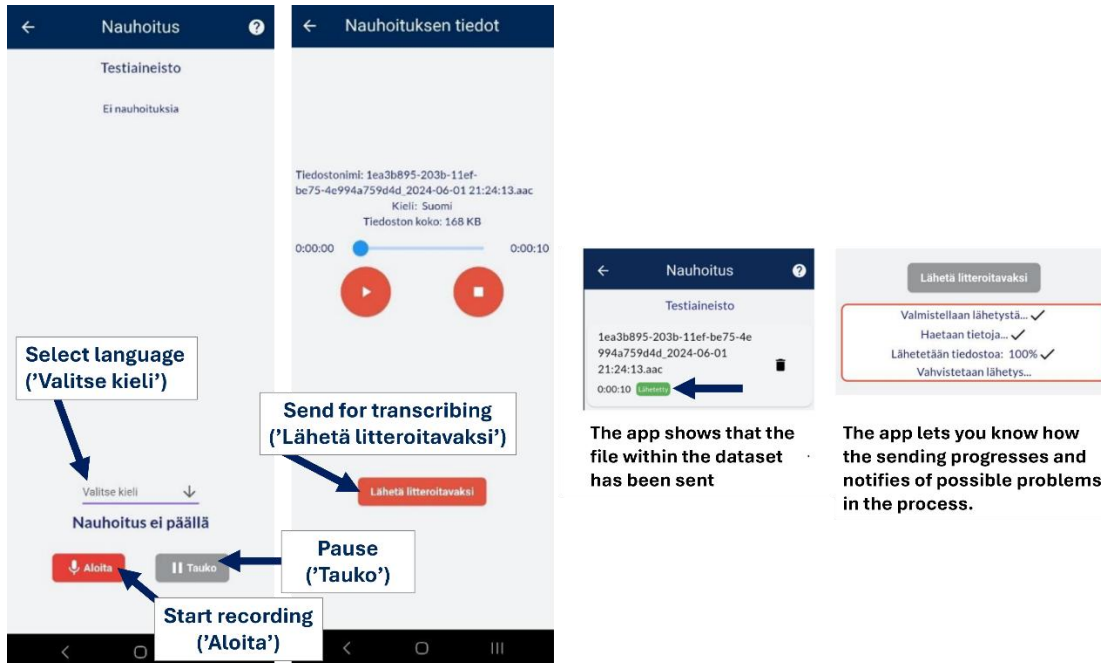 Nauhoitus ?
Testiaineisto
Ei nauhoituksia
Select language
('Valitse kieli')
Valitse kieli
Nauhoitus ei päällä
Aloita
Tauko
Start recording
('Aloita')
Nauhoituksen tiedot
Tiedostonimi: 1ea3b895-203b-11ef-
be75-4e994a759d4d_2024-06-01 21:24:13.aac
Kieli: Suomi
Tiedoston koko: 168 KB
0:00:00 0:00:10
Send for transcribing
('Lähetä litteroitavaksi')
Lähetä litteroitavaksi
Pause
('Tauko')
Nauhoitus ?
Testiaineisto
1ea3b895-203b-11ef-be75-4e
994a759d4d_2024-06-01
21:24:13.aac
0:00:10 Lähetetty
The app shows that the
file within the dataset
has been sent
Lähetä litteroitavaksi
Valmistellaan lähetystä...
Haetaan tietoja...
Lähetetään tiedostoa: 100%
Vahvistetaan lähetys...
The app lets you know how
the sending progresses and
notifies of possible problems
in the process.